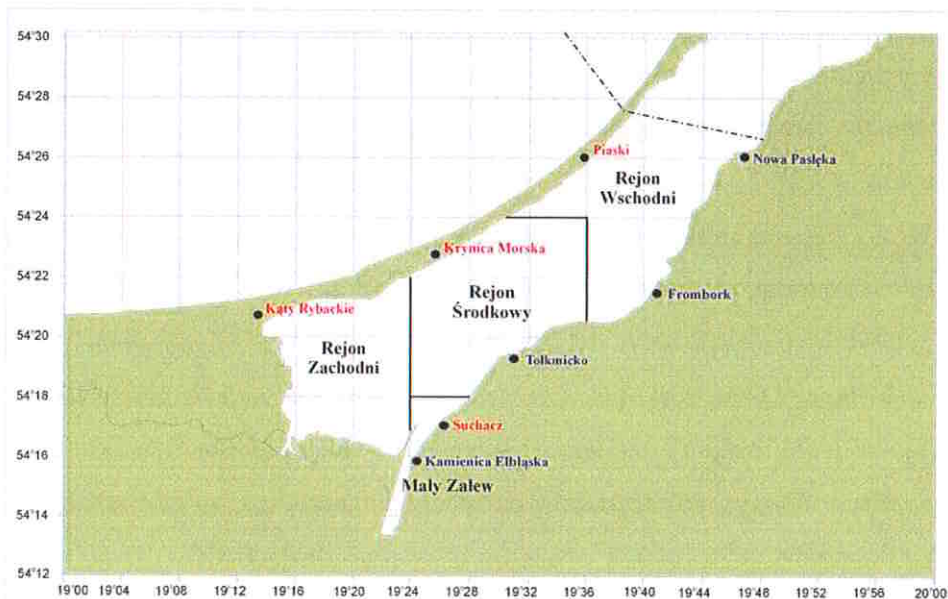 54°30
54°28
54°26
54°24
54°22
54°20
54°18
54°16
54°14
54°12
Piaski
Nowa Pasłęka
Rejon
Wschodni
Krynica Morska
Frombork
Rejon
Środkowy
Kąty Rybackie
Rejon
Zachodni
Tolkmicko
Suchacz
Kamienica Elbląska
Mały Zalew
19°00 19°04 19°08 19°12 19°16 19°20 19°24 19°28 19°32 19°36 19°40 19°44 19°48 19°52 19°56 20°00